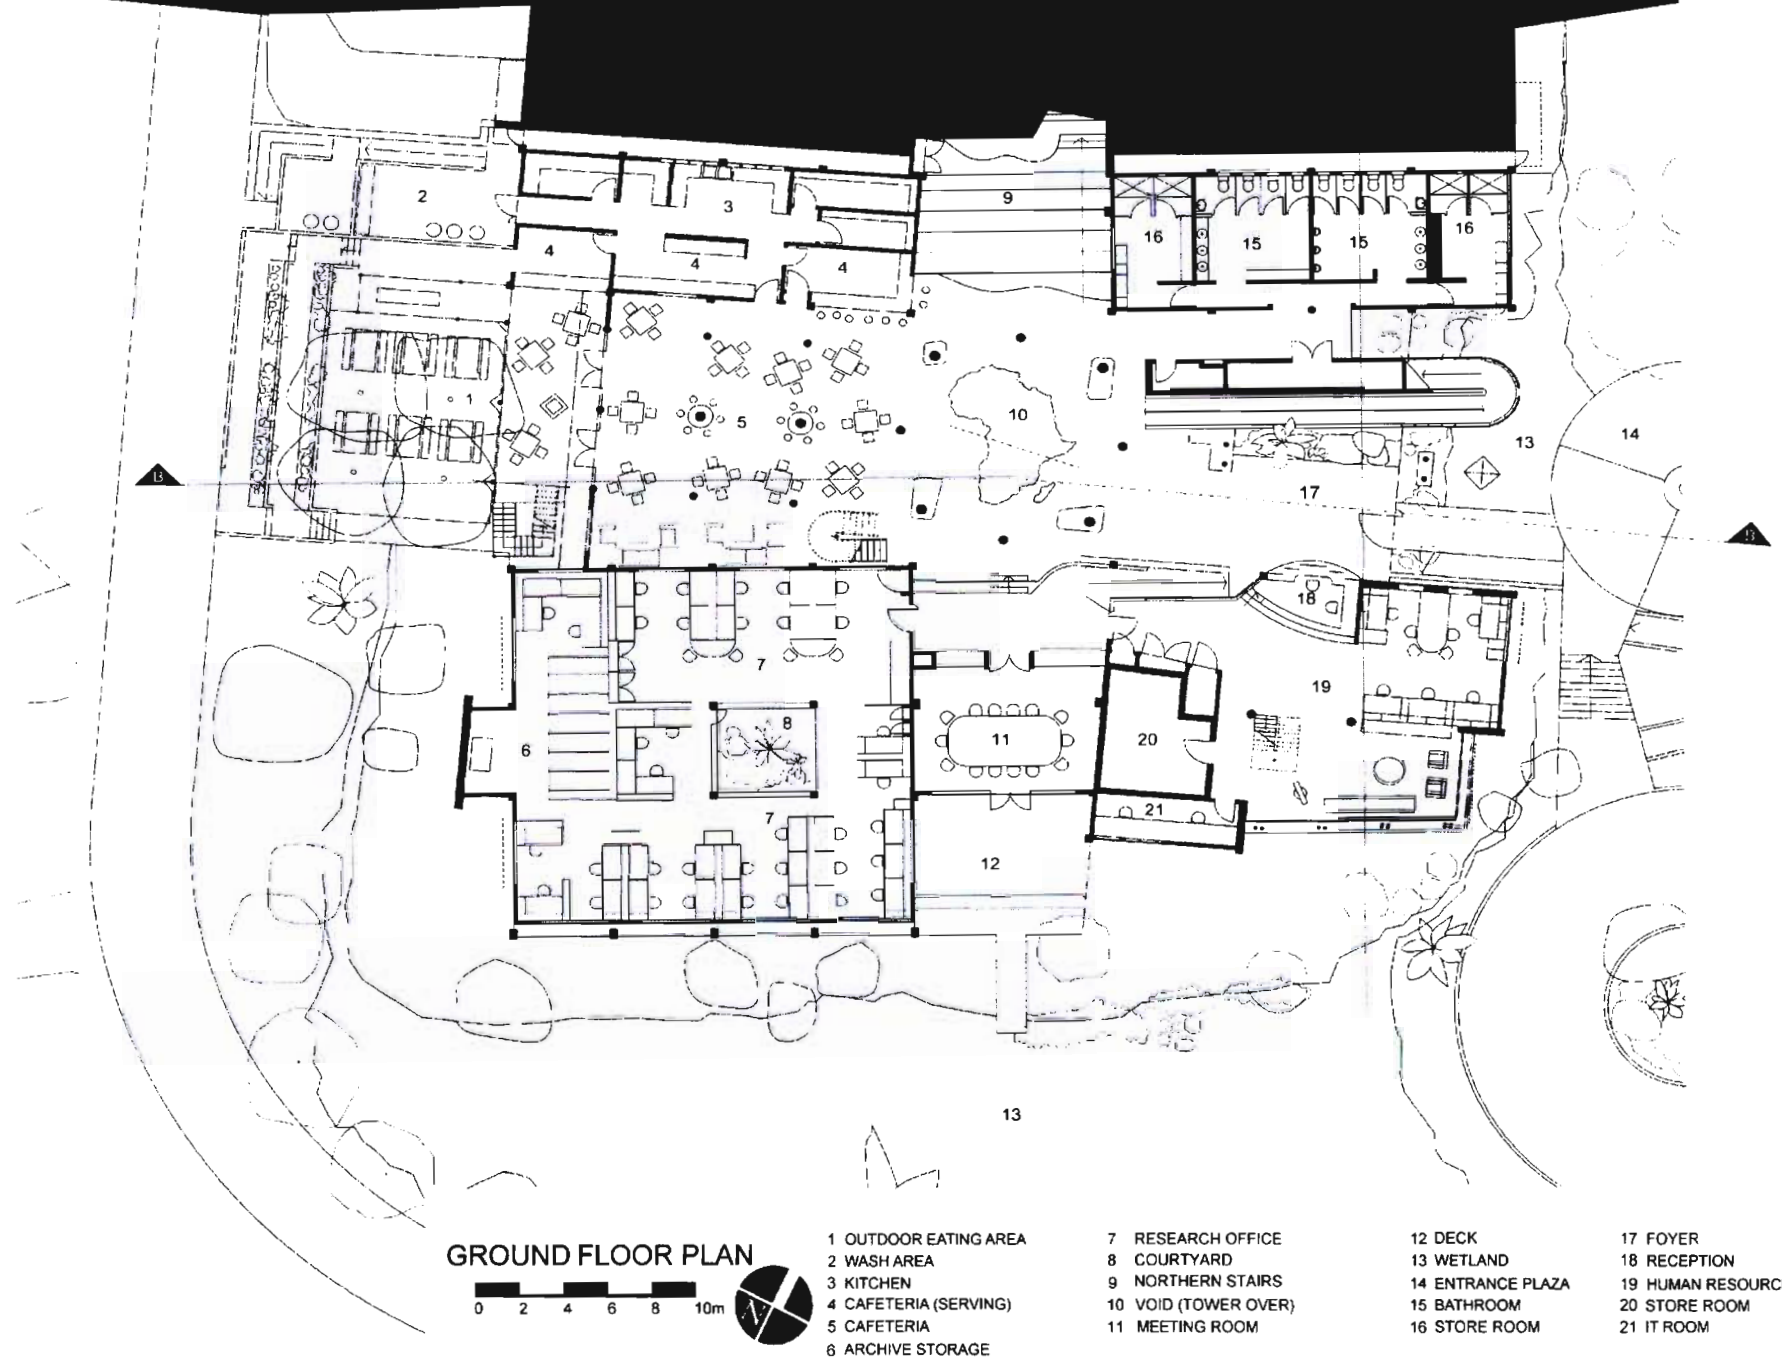 2
3
9
16
15
15
16
4
4
4
1
5
10
13
14
17
13
13
18
7
8
19
6
11
20
7
21
12
13
GROUND FLOOR PLAN
0 2 4 6 8 10m
N
1 OUTDOOR EATING AREA
2 WASH AREA
3 KITCHEN
4 CAFETERIA (SERVING)
5 CAFETERIA
6 ARCHIVE STORAGE
7 RESEARCH OFFICE
8 COURTYARD
9 NORTHERN STAIRS
10 VOID (TOWER OVER)
11 MEETING ROOM
12 DECK
13 WETLAND
14 ENTRANCE PLAZA
15 BATHROOM
16 STORE ROOM
17 FOYER
18 RECEPTION
19 HUMAN RESOURC
20 STORE ROOM
21 IT ROOM